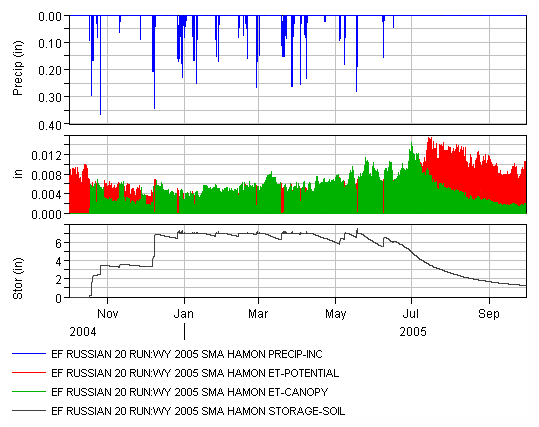 0.00
0.10
0.20
0.30
0.40
Precip (in)
0.012
0.008
0.004
0.000
in
6
4
2
0
Stor (in)
Nov Jan Mar May Jul Sep
2004 2005
EF RUSSIAN 20 RUN:WY 2005 SMA HAMON PRECIP-INC
EF RUSSIAN 20 RUN:WY 2005 SMA HAMON ET-POTENTIAL
EF RUSSIAN 20 RUN:WY 2005 SMA HAMON ET-CANOPY
EF RUSSIAN 20 RUN:WY 2005 SMA HAMON STORAGE-SOIL